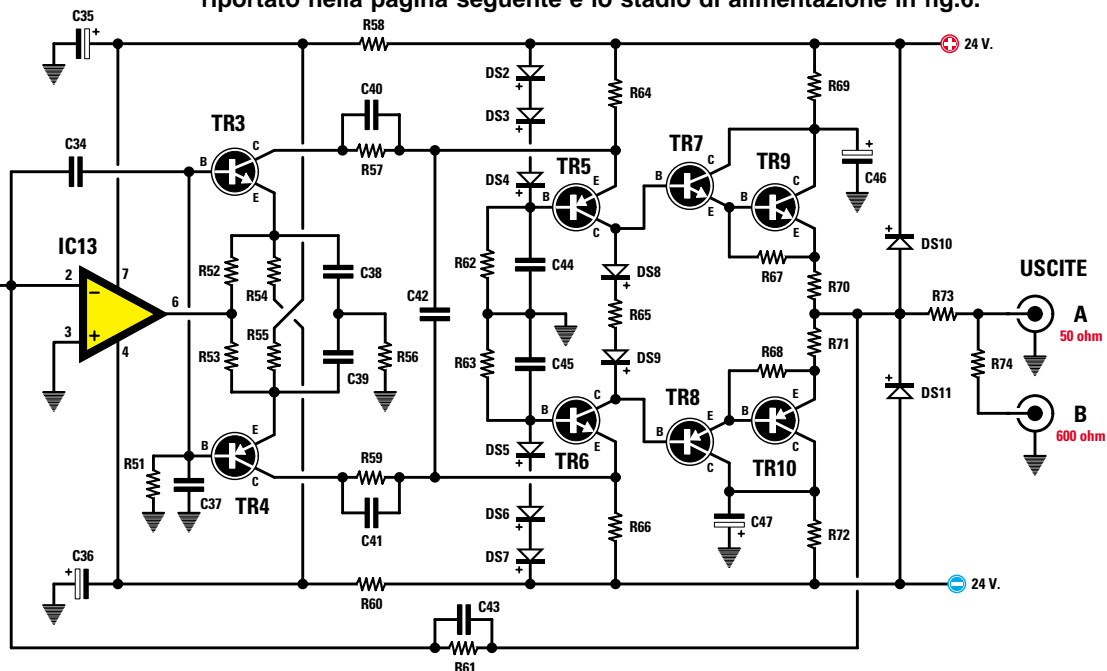 riportato nella pagina seguente e lo stadio di alimentazione in fig.6.
C35
+
R58
24 V.
DS2
+
DS3
+
R64
R69
C40
TR3
C
B
E
R57
C34
DS4
+
TR5
E
B
C
TR7
C
B
E
TR9
C
B
E
+
C46
IC13
2
7
3
4
6
R52
R54
C38
R53
R55
C39
R56
C42
R62
C44
R63
C45
DS8
+
R65
DS9
+
R67
R70
R71
R68
+
DS10
+
DS11
R73
USCITE
A
50 ohm
R74
B
600 ohm
R51
C37
B
E
C
TR4
R59
C41
DS5
+
TR6
B
C
E
DS6
+
DS7
+
R66
TR8
B
E
C
TR10
B
E
C
C47
+
R72
C36
+
R60
24 V.
C43
R61